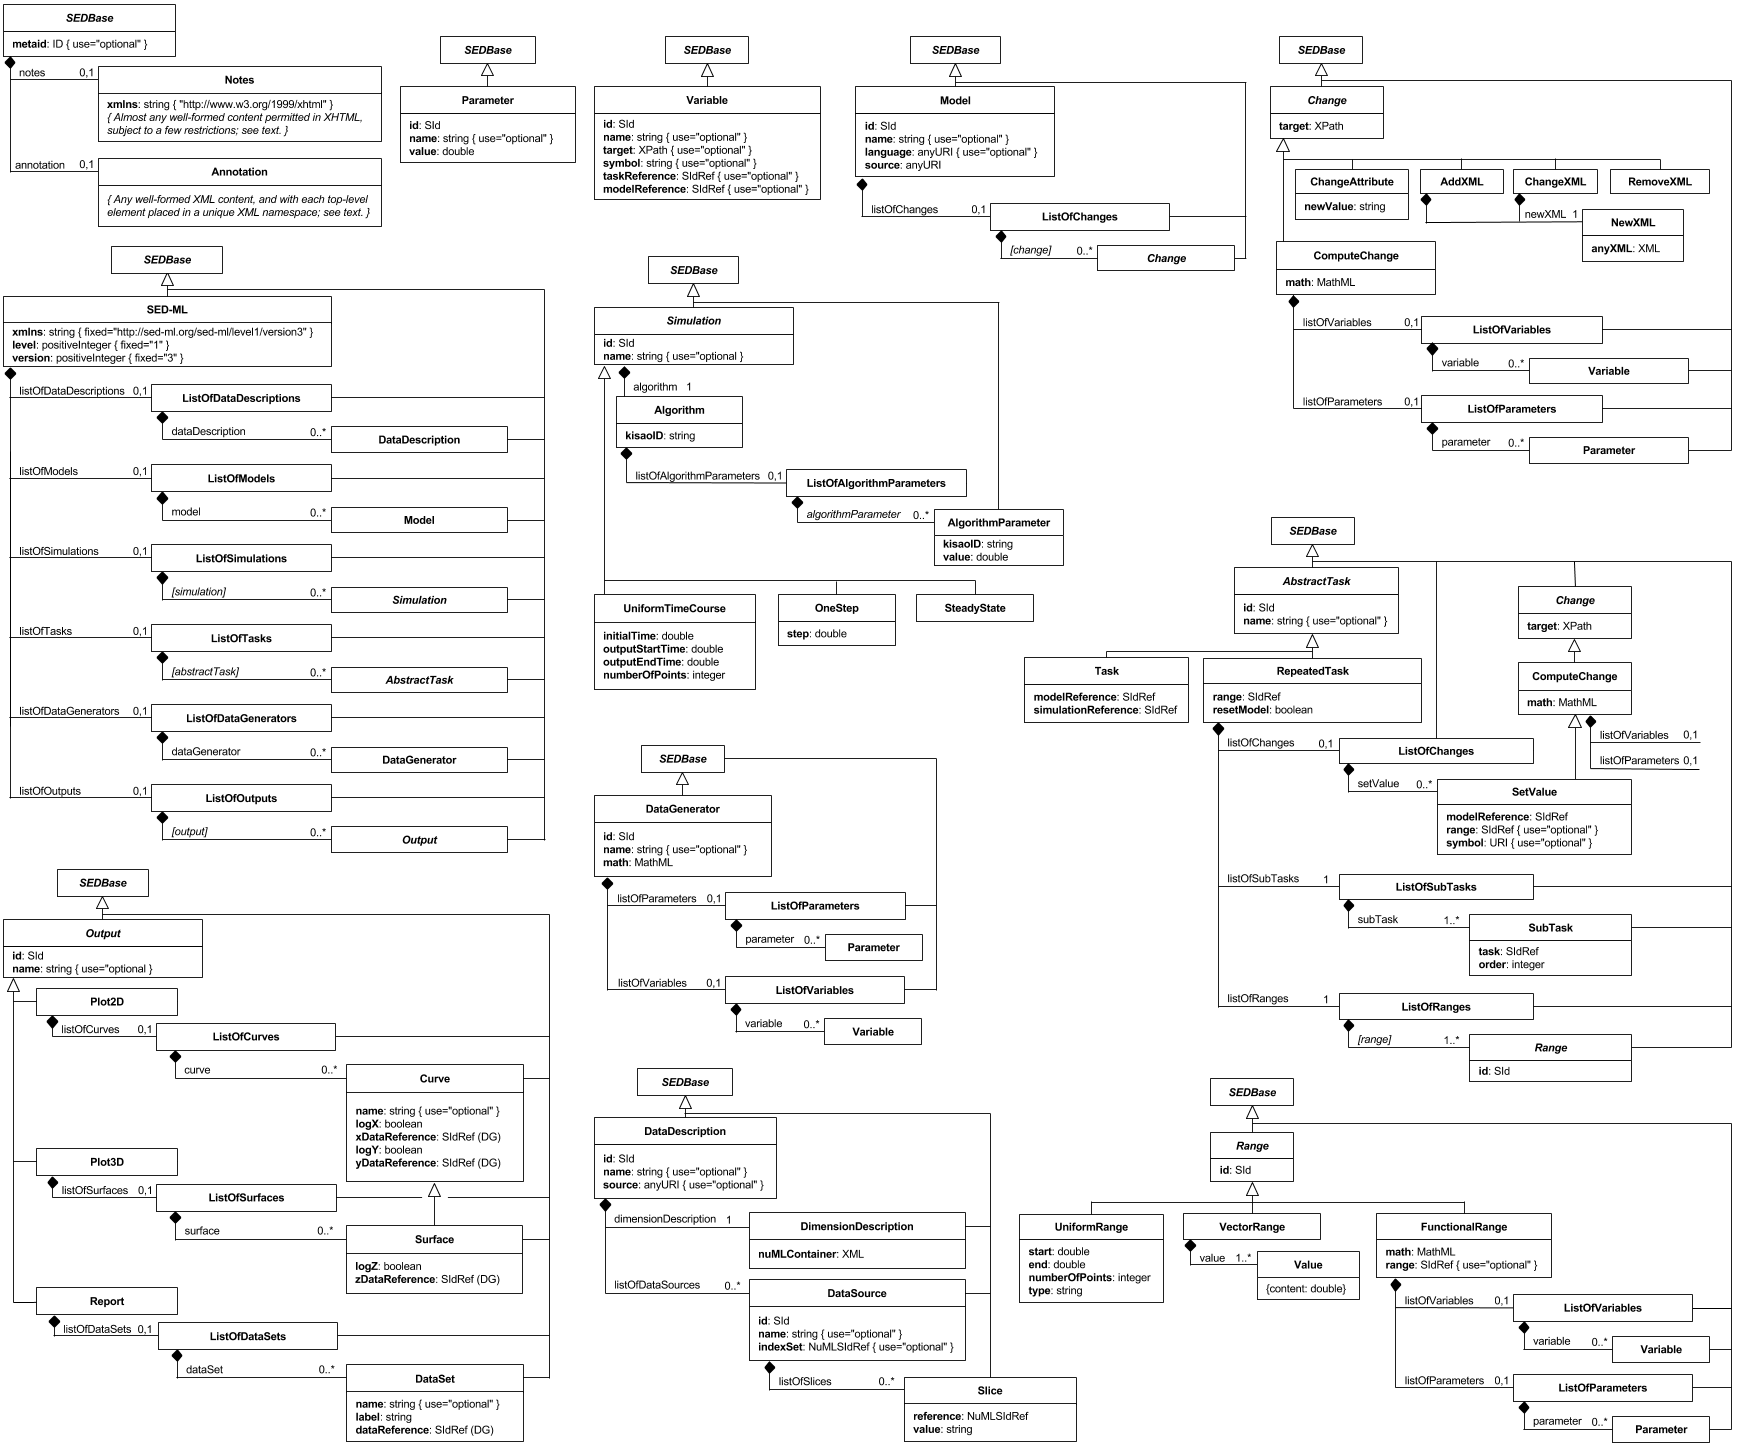 SEDBase
metaid: ID { use="optional" }
notes 0,1
Notes
xmlns: string { "http://www.w3.org/1999/xhtml" }
{ Almost any well-formed content permitted in XHTML,
subject to a few restrictions; see text. }
annotation 0,1
Annotation
{ Any well-formed XML content, and with each top-level
element placed in a unique XML namespace; see text. }
SEDBase
Parameter
id: SId
name: string { use="optional" }
value: double
SEDBase
Variable
id: SId
name: string { use="optional" }
target: XPath { use="optional" }
symbol: string { use="optional" }
taskReference: SIdRef { use="optional" }
modelReference: SIdRef { use="optional" }
SEDBase
Model
id: SId
name: string { use="optional" }
language: anyURI { use="optional" }
source: anyURI
listOfChanges 0,1
ListOfChanges
[change] 0..*
Change
SEDBase
Change
target: XPath
ChangeAttribute
newValue: string
AddXML
ChangeXML
RemoveXML
newXML 1
NewXML
anyXML: XML
ComputeChange
math: MathML
listOfVariables 0,1
ListOfVariables
variable 0..*
Variable
listOfParameters 0,1
ListOfParameters
parameter 0..*
Parameter
SEDBase
SED-ML
xmlns: string { fixed="http://sed-ml.org/sed-ml/level1/version3" }
level: positiveInteger { fixed="1" }
version: positiveInteger { fixed="3" }
listOfDataDescriptions 0,1
ListOfDataDescriptions
dataDescription 0..*
DataDescription
listOfModels 0,1
ListOfModels
model 0..*
Model
listOfSimulations 0,1
ListOfSimulations
[simulation] 0..*
Simulation
listOfTasks 0,1
ListOfTasks
[abstractTask] 0..*
AbstractTask
listOfDataGenerators 0,1
ListOfDataGenerators
dataGenerator 0..*
DataGenerator
listOfOutputs 0,1
ListOfOutputs
[output] 0..*
Output
SEDBase
Simulation
id: SId
name: string { use="optional }
algorithm 1
Algorithm
kisaoID: string
listOfAlgorithmParameters 0,1
ListOfAlgorithmParameters
algorithmParameter 0..*
AlgorithmParameter
kisaoID: string
value: double
UniformTimeCourse
initialTime: double
outputStartTime: double
outputEndTime: double
numberOfPoints: integer
OneStep
step: double
SteadyState
SEDBase
AbstractTask
id: SId
name: string { use="optional" }
Task
modelReference: SIdRef
simulationReference: SIdRef
RepeatedTask
range: SIdRef
resetModel: boolean
Change
target: XPath
ComputeChange
math: MathML
listOfVariables 0,1
listOfParameters 0,1
listOfChanges 0,1
ListOfChanges
setValue 0..*
SetValue
modelReference: SIdRef
range: SIdRef { use="optional" }
symbol: URI { use="optional" }
listOfSubTasks 1
ListOfSubTasks
subTask 1..*
SubTask
task: SIdRef
order: integer
listOfRanges 1
ListOfRanges
[range] 1..*
Range
id: SId
SEDBase
DataGenerator
id: SId
name: string { use="optional" }
math: MathML
listOfParameters 0,1
ListOfParameters
parameter 0..*
Parameter
listOfVariables 0,1
ListOfVariables
variable 0..*
Variable
SEDBase
Output
id: SId
name: string { use="optional }
Plot2D
listOfCurves 0,1
ListOfCurves
curve 0..*
Curve
name: string { use="optional" }
logX: boolean
xDataReference: SIdRef (DG)
logY: boolean
yDataReference: SIdRef (DG)
Plot3D
listOfSurfaces 0,1
ListOfSurfaces
surface 0..*
Surface
logZ: boolean
zDataReference: SIdRef (DG)
Report
listOfDataSets 0,1
ListOfDataSets
dataSet 0..*
DataSet
name: string { use="optional" }
label: string
dataReference: SIdRef (DG)
SEDBase
DataDescription
id: SId
name: string { use="optional" }
source: anyURI { use="optional" }
dimensionDescription 1
DimensionDescription
nuMLContainer: XML
listOfDataSources 0..*
DataSource
id: SId
name: string { use="optional" }
indexSet: NuMLSIdRef { use="optional" }
listOfSlices 0..*
Slice
reference: NuMLSIdRef
value: string
SEDBase
Range
id: SId
UniformRange
start: double
end: double
numberOfPoints: integer
type: string
VectorRange
value 1..*
Value
{content: double}
FunctionalRange
math: MathML
range: SIdRef { use="optional" }
listOfVariables 0,1
ListOfVariables
variable 0..*
Variable
listOfParameters 0,1
ListOfParameters
parameter 0..*
Parameter